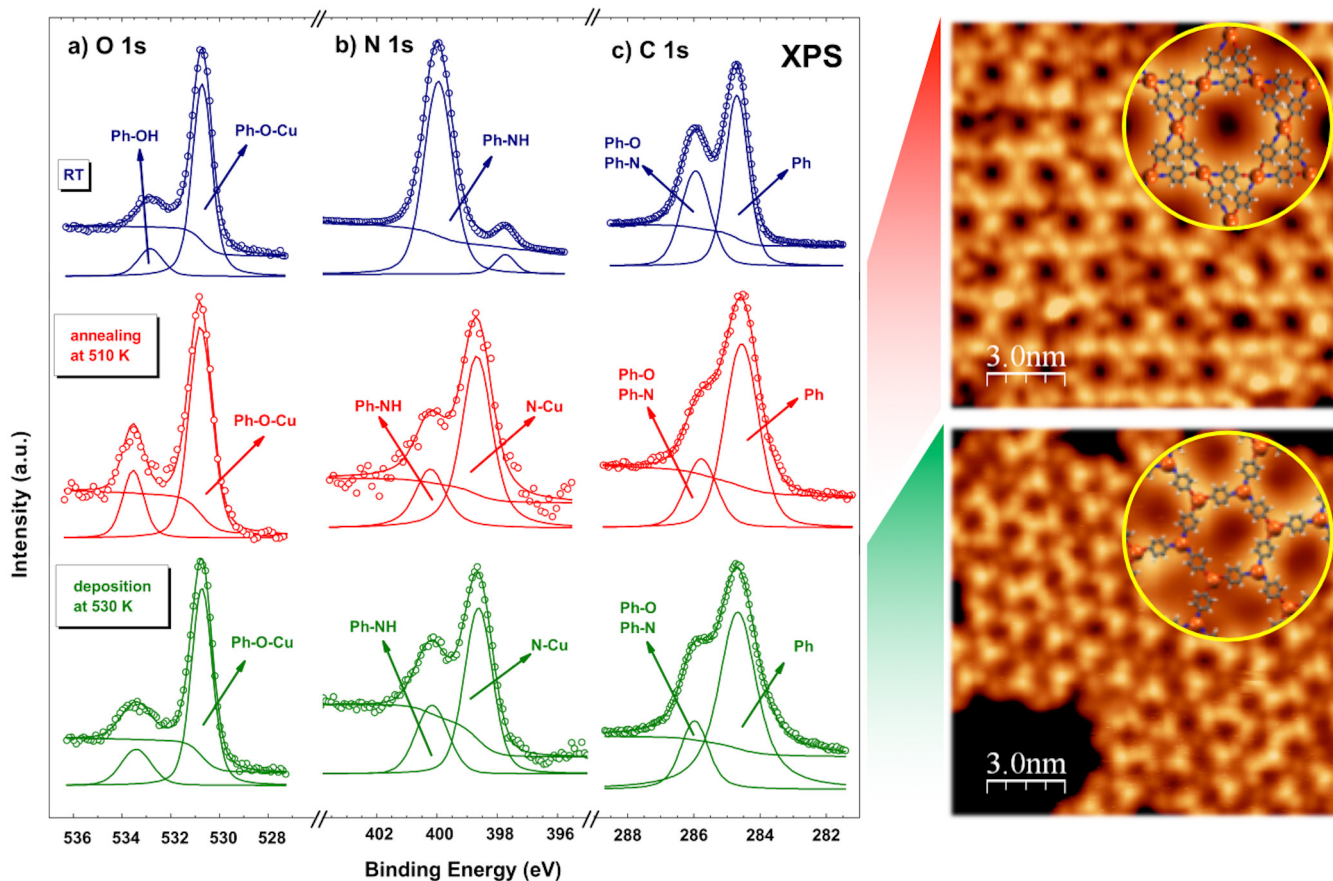 a) O 1s
b) N 1s
c) C 1s
XPS
Ph-OH
Ph-O-Cu
RT
Ph-NH
Ph-O
Ph-N
Ph
annealing
at 510 K
Ph-O-Cu
Ph-NH
N-Cu
Ph-O
Ph-N
Ph
deposition
at 530 K
Ph-O-Cu
Ph-NH
N-Cu
Ph-O
Ph-N
Ph
Intensity (a.u.)
536 534 532 530 528
402 400 398 396
288 286 284 282
Binding Energy (eV)
3.0nm
3.0nm